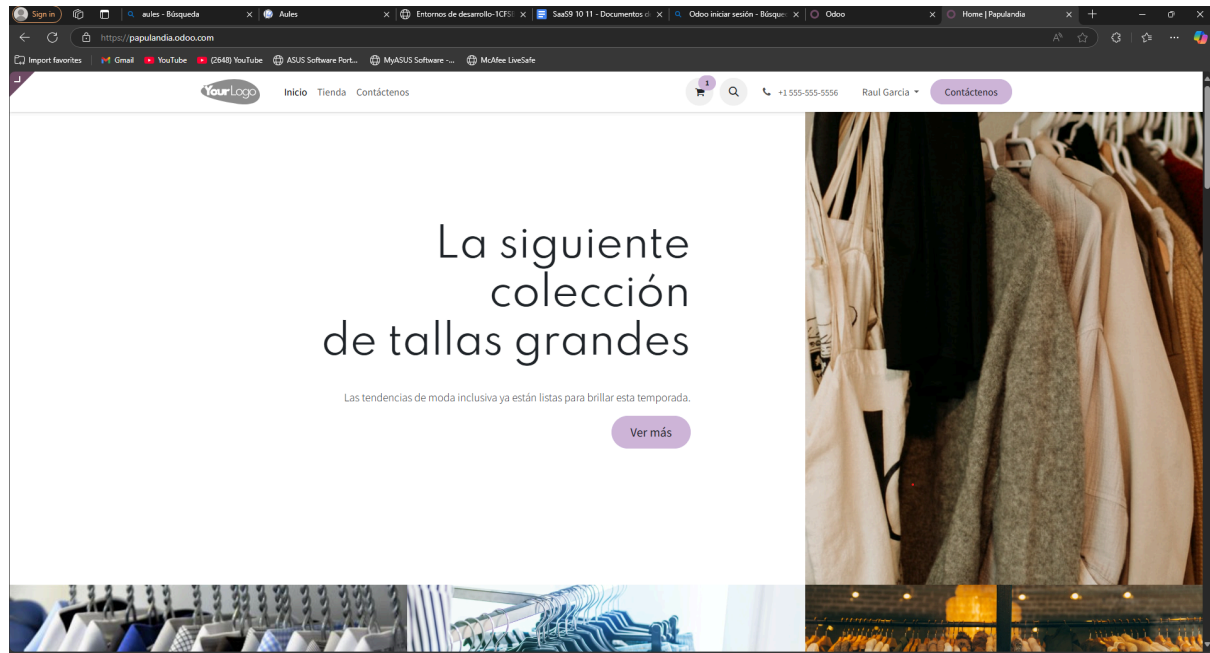 Sign in
aules - Búsqueda
Aules
Entornos de desarrollo-1CFS
SaaS9 10 11 - Documentos d
Odoo iniciar sesión - Búsque
Odoo
Home | Papulandia
https://papulandia.odoo.com
Import favorites
Gmail
YouTube
(2648) YouTube
ASUS Software Port...
MyASUS Software -...
McAfee LiveSafe
YourLogo
Inicio Tienda Contáctenos
1
+1 555-555-5556
Raul Garcia
Contáctenos
La siguiente
colección
de tallas grandes
Las tendencias de moda inclusiva ya están listas para brillar esta temporada.
Ver más